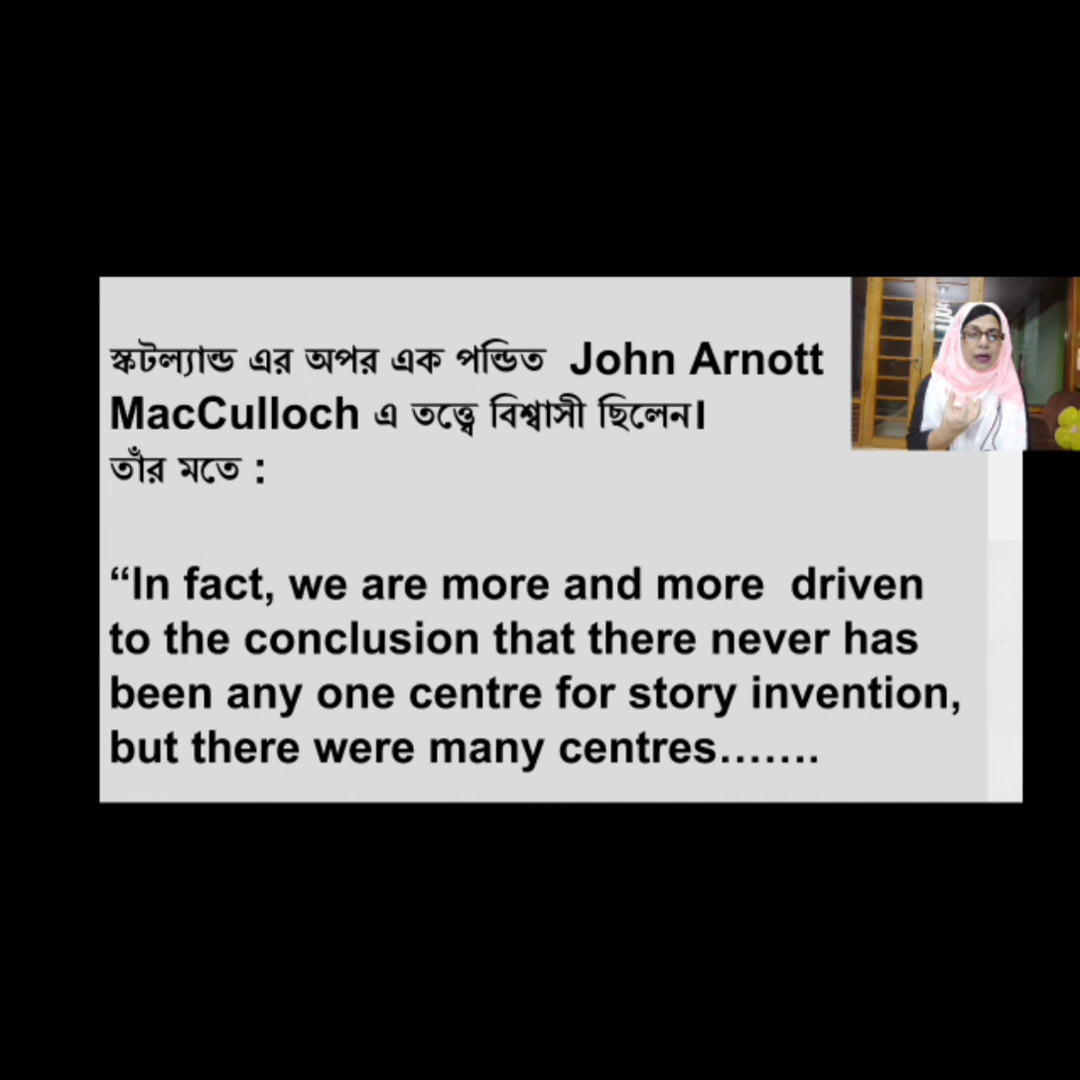 স্কটল্যান্ড এর অপর এক পন্ডিত John Arnott
MacCulloch এ তত্ত্বে বিশ্বাসী ছিলেন।
তাঁর মতে :
“In fact, we are more and more driven
to the conclusion that there never has
been any one centre for story invention,
but there were many centres…….